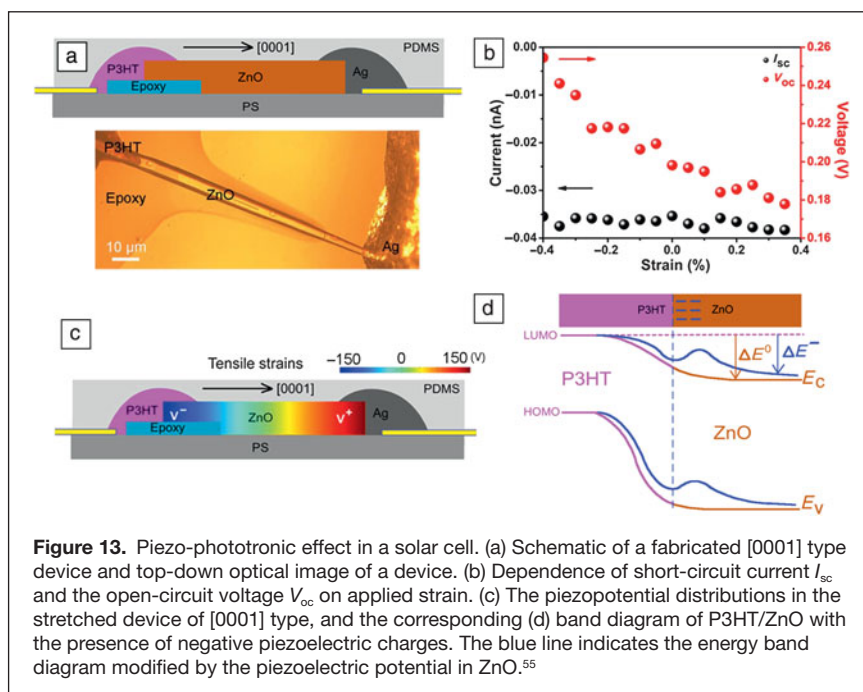 a
[0001]
PDMS
P3HT
ZnO
Ag
Epoxy
PS
P3HT
Epoxy
ZnO
10 µm
Ag
b
0.00
−0.01
−0.02
−0.03
−0.04
Current (nA)
Isc
Voc
0.26
0.24
0.22
0.20
0.18
0.16
Voltage (V)
−0.4 −0.2 0.0 0.2 0.4
Strain (%)
c
Tensile strains
−150 0 150 (V)
[0001]
PDMS
P3HT
V−
ZnO
V+
Ag
Epoxy
PS
d
P3HT ZnO
LUMO
ΔE⁰ ΔE−
P3HT
EC
HOMO
ZnO
EV
Figure 13. Piezo-phototronic effect in a solar cell. (a) Schematic of a fabricated [0001] type
device and top-down optical image of a device. (b) Dependence of short-circuit current Isc
and the open-circuit voltage Voc on applied strain. (c) The piezopotential distributions in the
stretched device of [0001] type, and the corresponding (d) band diagram of P3HT/ZnO with
the presence of negative piezoelectric charges. The blue line indicates the energy band
diagram modified by the piezoelectric potential in ZnO.55